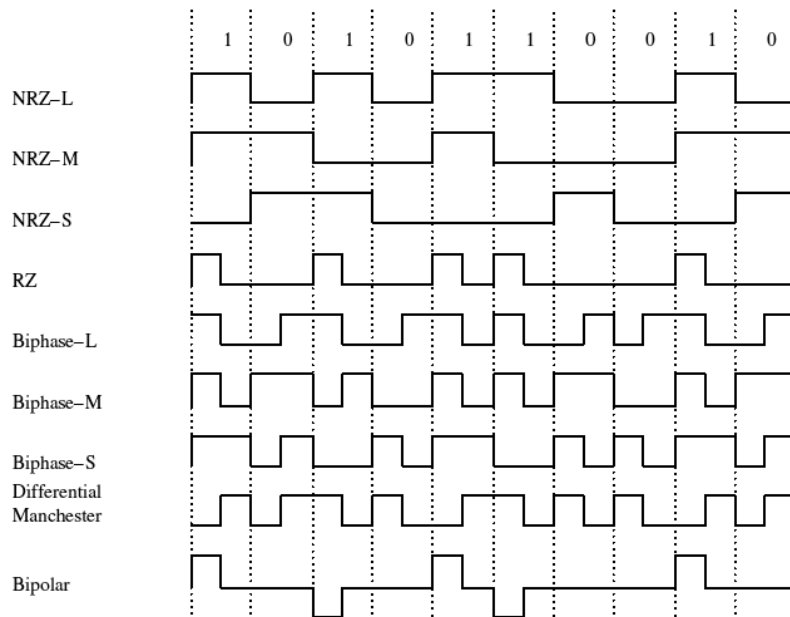 1 0 1 0 1 1 0 0 1 0
NRZ–L
NRZ–M
NRZ–S
RZ
Biphase–L
Biphase–M
Biphase–S
Differential
Manchester
Bipolar